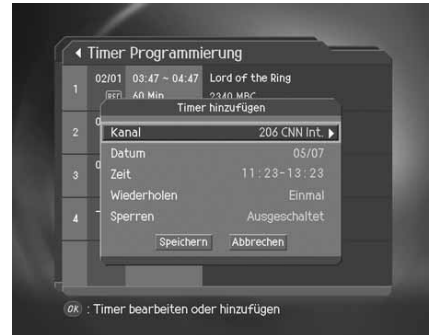 Timer Programmierung
1 02/01 03:47 ~ 04:47 Lord of the Ring
REC 60 Min 2340 MBC
Timer hinzufügen
2
Kanal 206 CNN Int.
Datum 05/07
3
Zeit 11:23-13:23
Wiederholen Einmal
4
Sperren Ausgeschaltet
Speichern Abbrechen
OK : Timer bearbeiten oder hinzufügen